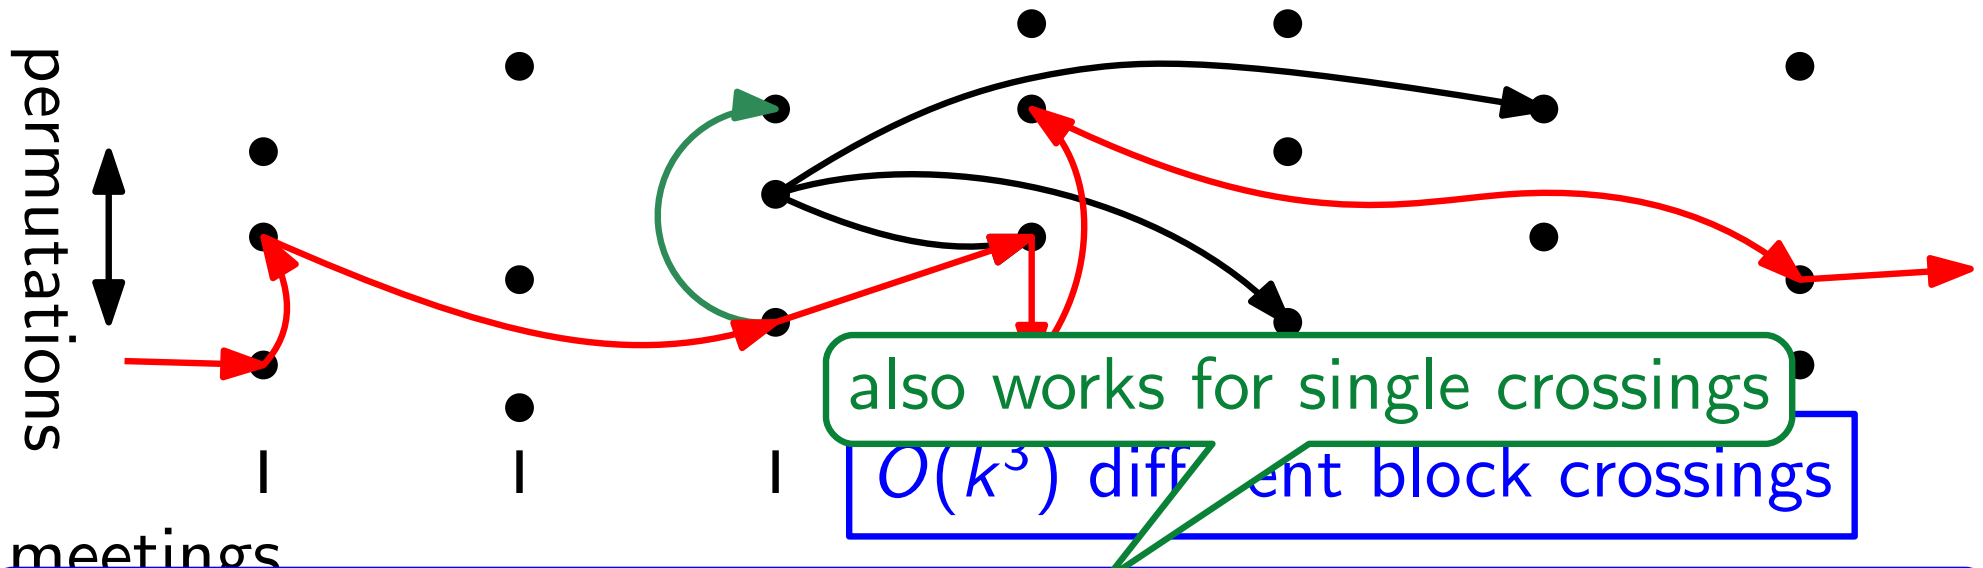 permutations
also works for single crossings
O(k³) diff ent block crossings
meetings